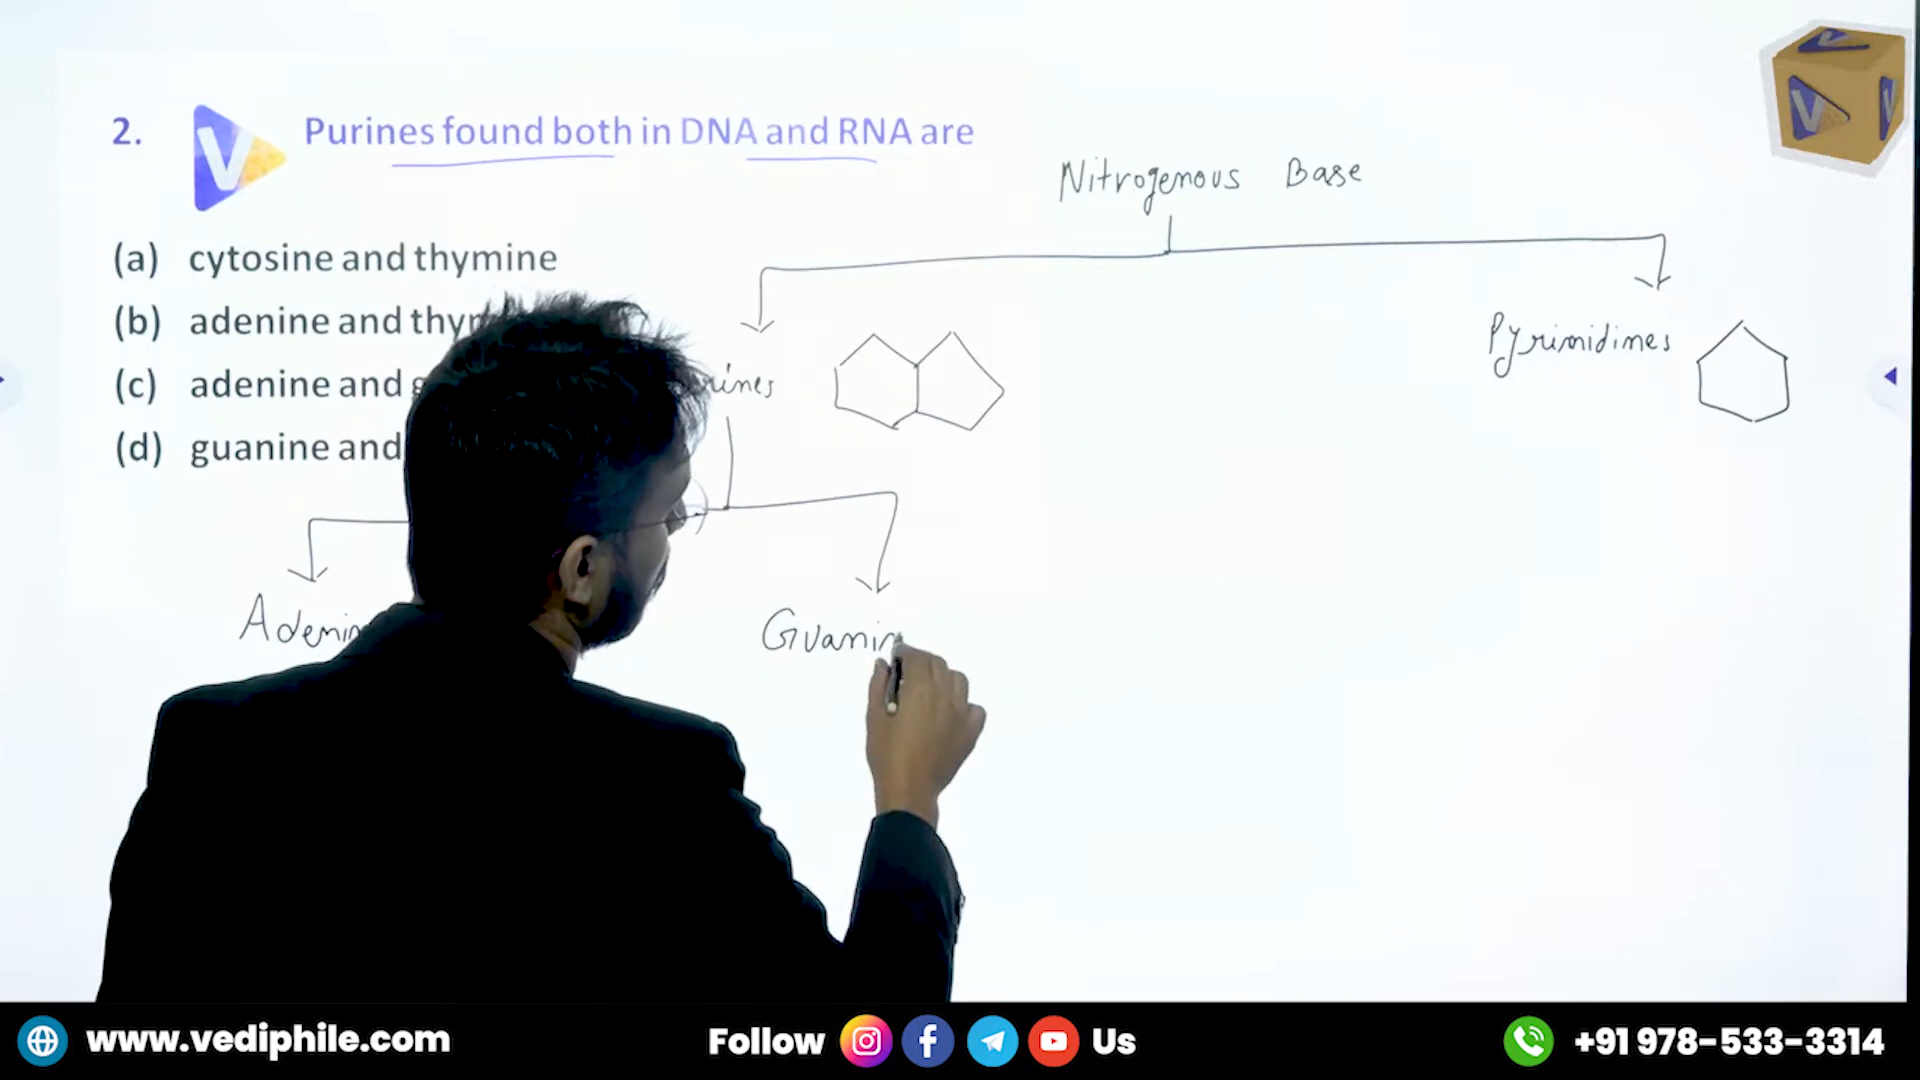 2. Purines found both in DNA and RNA are
Nitrogenous Base
(a) cytosine and thymine
(b) adenine and
(c) adenine and
(d) guanine and
Pyrimidines
Adenin
Guanin
www.vediphile.com
Follow Us
+91 978-533-3314